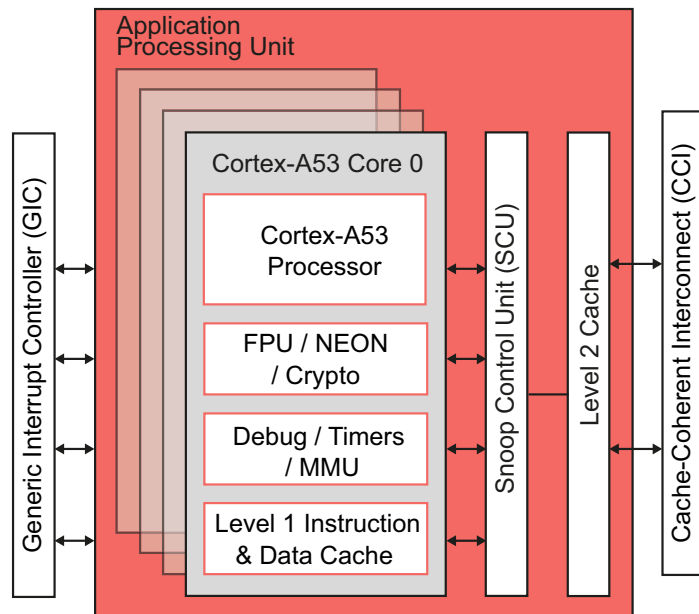 Application
Processing Unit
Generic Interrupt Controller (GIC)
Cortex-A53 Core 0
Cortex-A53
Processor
FPU / NEON
/ Crypto
Debug / Timers
/ MMU
Level 1 Instruction
& Data Cache
Snoop Control Unit (SCU)
Level 2 Cache
Cache-Coherent Interconnect (CCI)